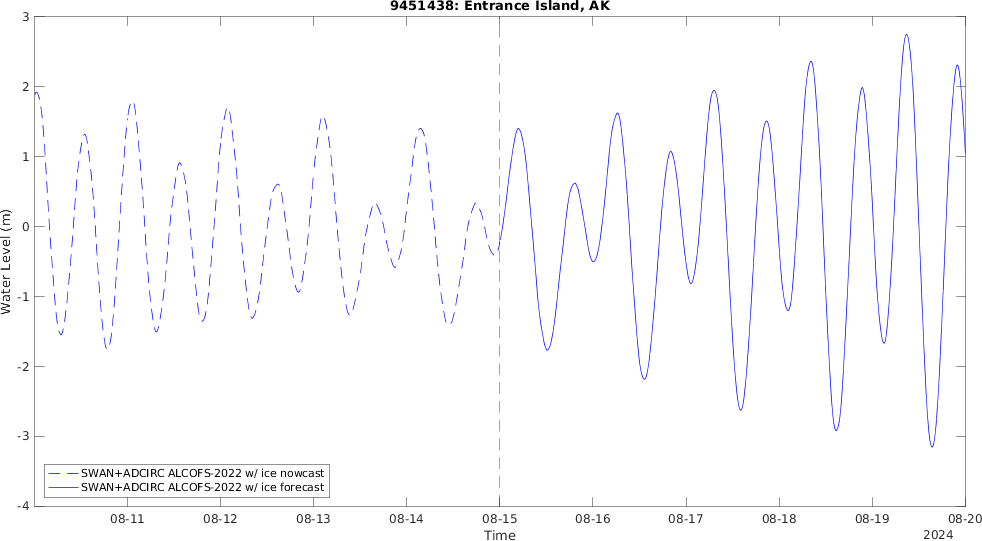 9451438: Entrance Island, AK
3
2
1
0
-1
-2
-3
-4
Water Level (m)
SWAN+ADCIRC ALCOFS-2022 w/ ice nowcast
SWAN+ADCIRC ALCOFS-2022 w/ ice forecast
08-11 08-12 08-13 08-14 08-15 08-16 08-17 08-18 08-19 08-20
Time
2024